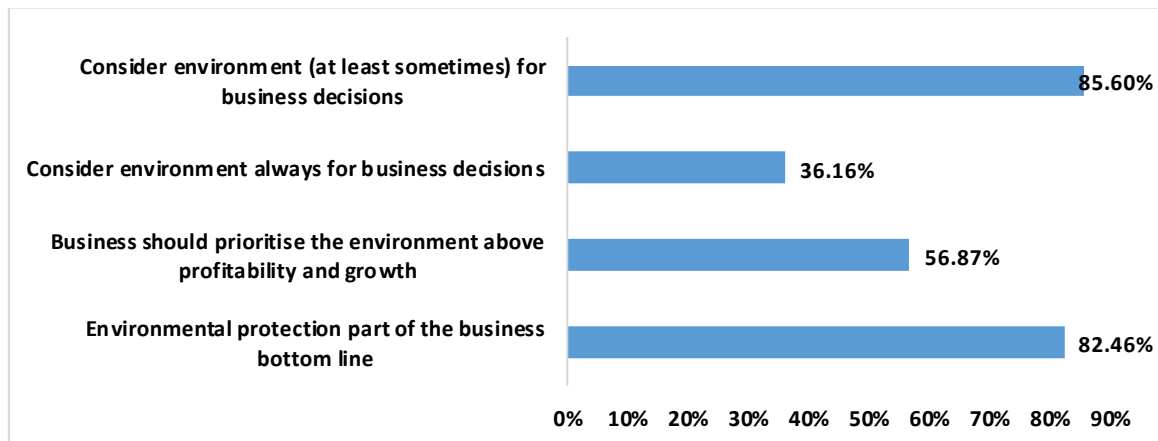 Consider environment (at least sometimes) for
business decisions
85.60%
Consider environment always for business decisions
36.16%
Business should prioritise the environment above
profitability and growth
56.87%
Environmental protection part of the business
bottom line
82.46%
0% 10% 20% 30% 40% 50% 60% 70% 80% 90%